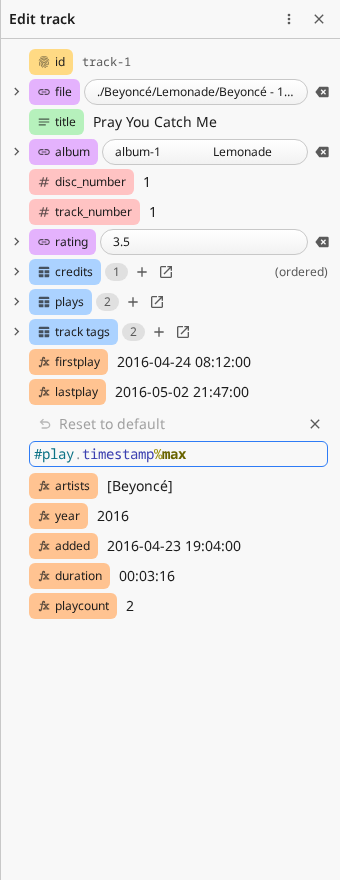 Edit track
id track-1
file ./Beyoncé/Lemonade/Beyoncé - 1...
title Pray You Catch Me
album album-1 Lemonade
disc_number 1
track_number 1
rating 3.5
credits 1 (ordered)
plays 2
track tags 2
firstplay 2016-04-24 08:12:00
lastplay 2016-05-02 21:47:00
Reset to default
#play.timestamp%max
artists [Beyoncé]
year 2016
added 2016-04-23 19:04:00
duration 00:03:16
playcount 2